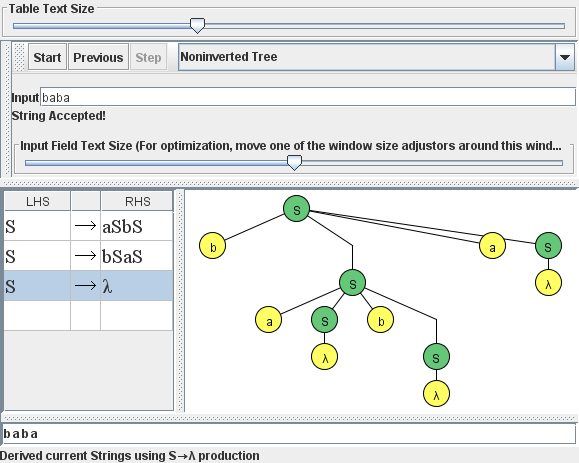 Table Text Size
Start Previous Step Noninverted Tree
Input baba
String Accepted!
Input Field Text Size (For optimization, move one of the window size adjustors around this wind...
LHS RHS
S → aSbS
S → bSaS
S → λ
S
b a S
λ
S
a S b
λ S
λ
baba
Derived current Strings using S→λ production